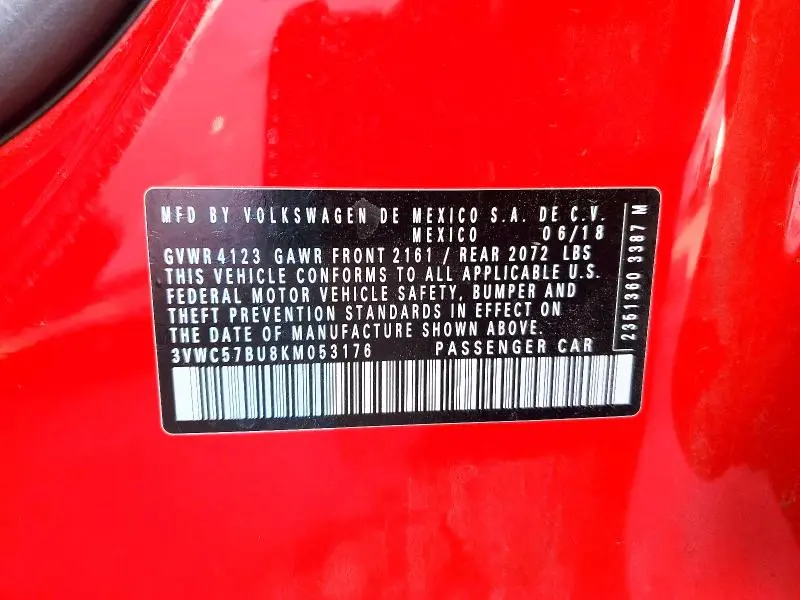 MFD BY VOLKSWAGEN DE MEXICO S.A. DE C.V.
MEXICO 06/18
GVWR 4123 GAWR FRONT 2161 / REAR 2072 LBS
THIS VEHICLE CONFORMS TO ALL APPLICABLE U.S.
FEDERAL MOTOR VEHICLE SAFETY, BUMPER AND
THEFT PREVENTION STANDARDS IN EFFECT ON
THE DATE OF MANUFACTURE SHOWN ABOVE.
3VWC57BU8KM053176 PASSENGER CAR
2351360 3387 M